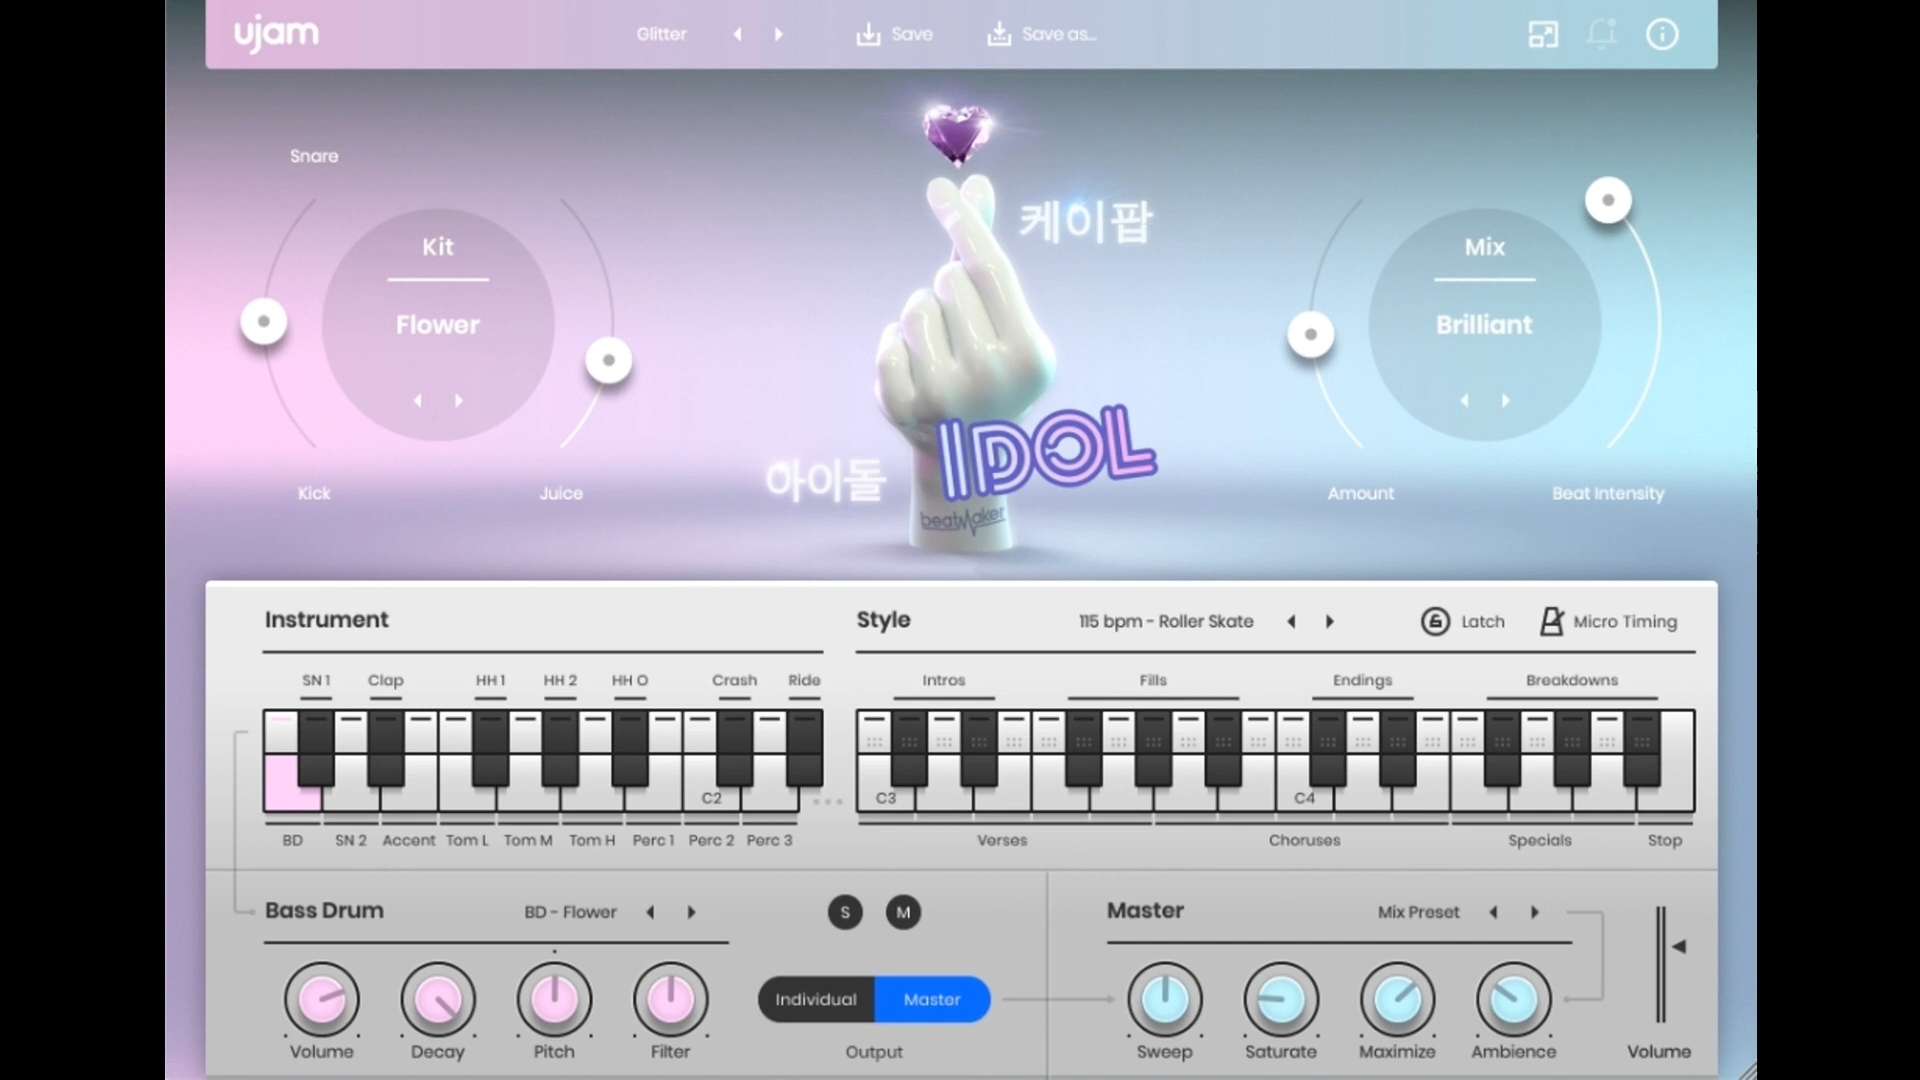 ujam
Glitter
Save
Save as...
Snare
Kit
Flower
Kick
Juice
케이팝
아이돌
IDOL
beatMaker
Mix
Brilliant
Amount
Beat Intensity
Instrument
SN 1 Clap HH 1 HH 2 HH O Crash Ride
C2
BD SN 2 Accent Tom L Tom M Tom H Perc 1 Perc 2 Perc 3
Style
115 bpm - Roller Skate
Latch
Micro Timing
Intros Fills Endings Breakdowns
C3 C4
Verses Choruses Specials Stop
Bass Drum
BD - Flower
S M
Volume Decay Pitch Filter
Individual Master
Output
Master
Mix Preset
Sweep Saturate Maximize Ambience
Volume